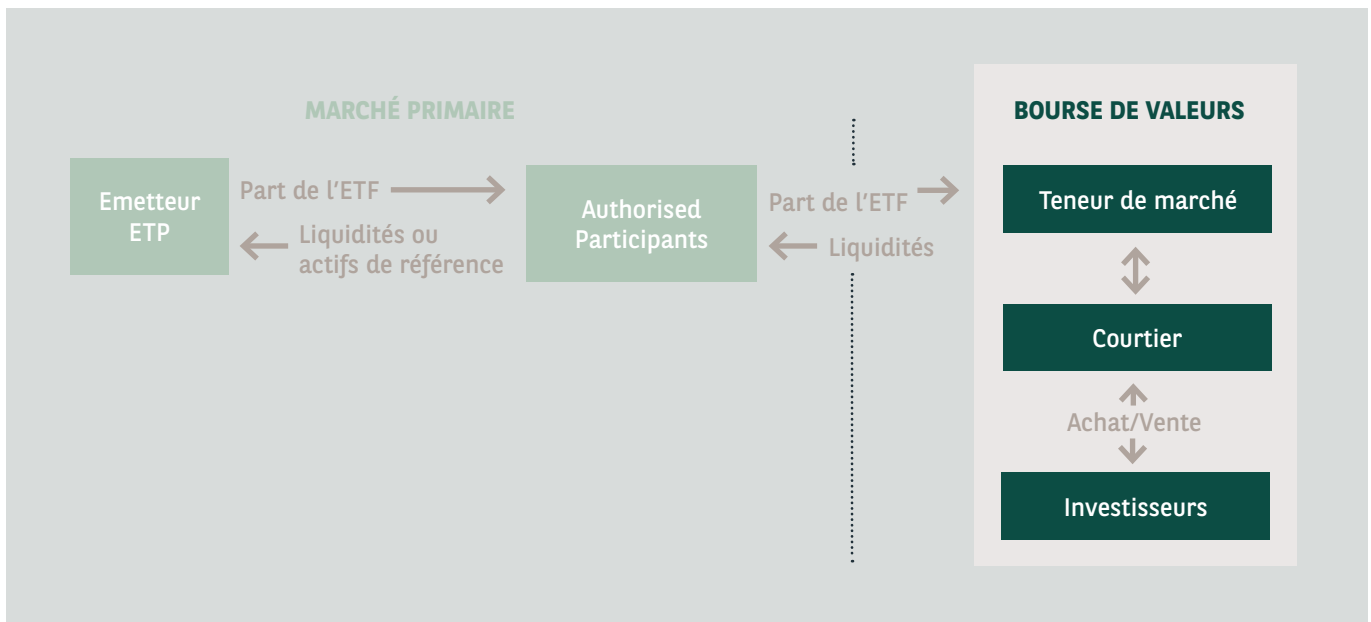 MARCHÉ PRIMAIRE
Emetteur
ETP
Part de l'ETF
Liquidités ou
actifs de référence
Authorised
Participants
Part de l'ETF
Liquidités
BOURSE DE VALEURS
Teneur de marché
Courtier
Achat/Vente
Investisseurs